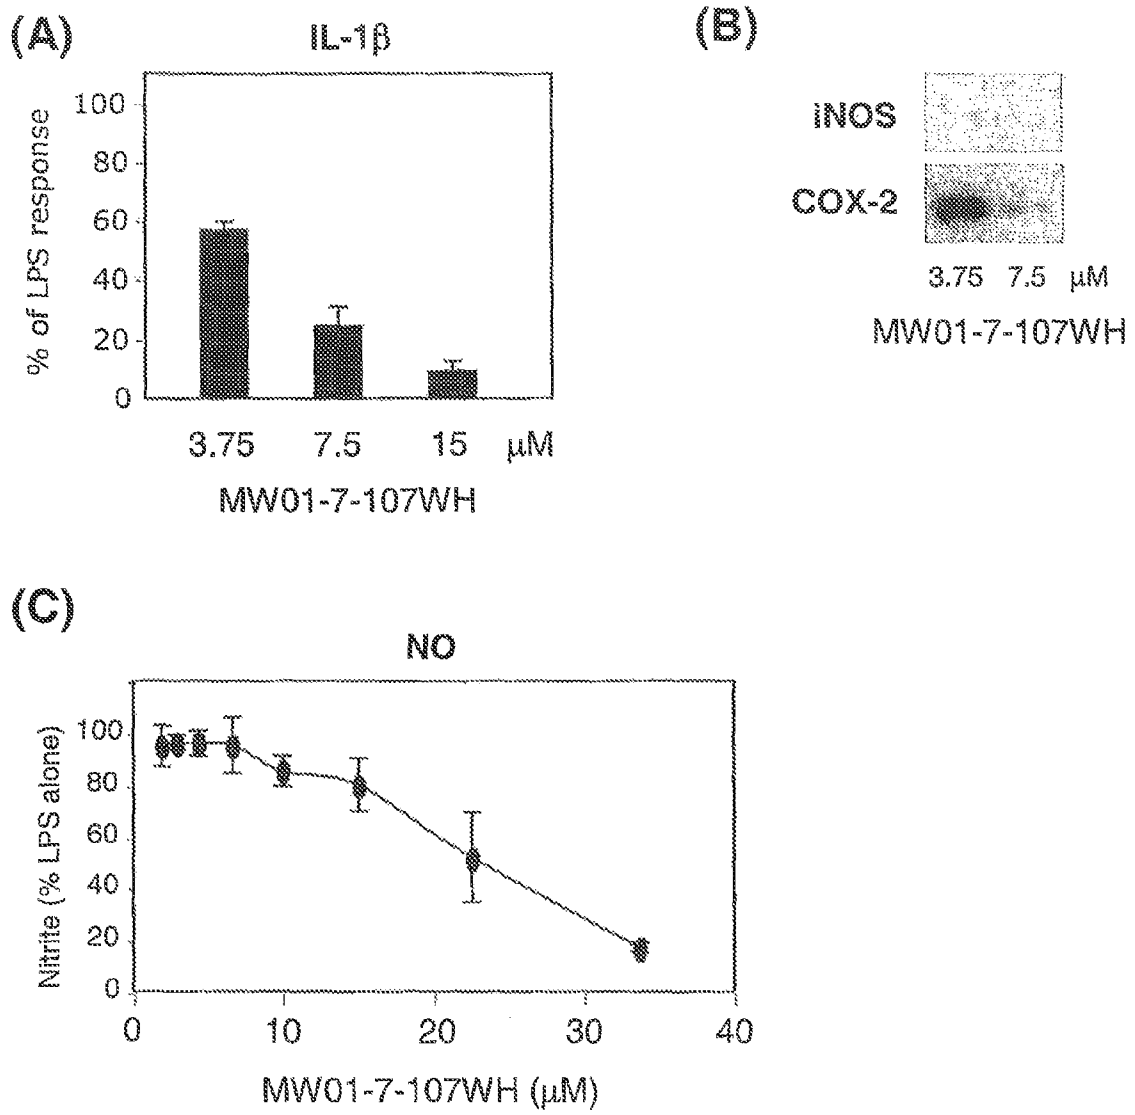 (A)
IL-1β
% of LPS response
100
80
60
40
20
0
3.75 7.5 15 μM
MW01-7-107WH
(B)
iNOS
COX-2
3.75 7.5 μM
MW01-7-107WH
(C)
NO
Nitrite (% LPS alone)
100
80
60
40
20
0
0 10 20 30 40
MW01-7-107WH (μM)